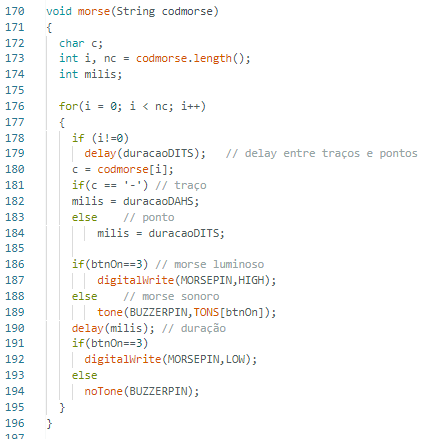 170 void morse(String codmorse)
171 {
172 char c;
173 int i, nc = codmorse.length();
174 int milis;
175
176 for(i = 0; i < nc; i++)
177 {
178 if (i!=0)
179 delay(duracaoDITS); // delay entre traços e pontos
180 c = codmorse[i];
181 if(c == '-') // traço
182 milis = duracaoDAHS;
183 else // ponto
184 milis = duracaoDITS;
185
186 if(btnOn==3) // morse luminoso
187 digitalWrite(MORSEPIN,HIGH);
188 else // morse sonoro
189 tone(BUZZERPIN,TONS[btnOn]);
190 delay(milis); // duração
191 if(btnOn==3)
192 digitalWrite(MORSEPIN,LOW);
193 else
194 noTone(BUZZERPIN);
195 }
196 }
197